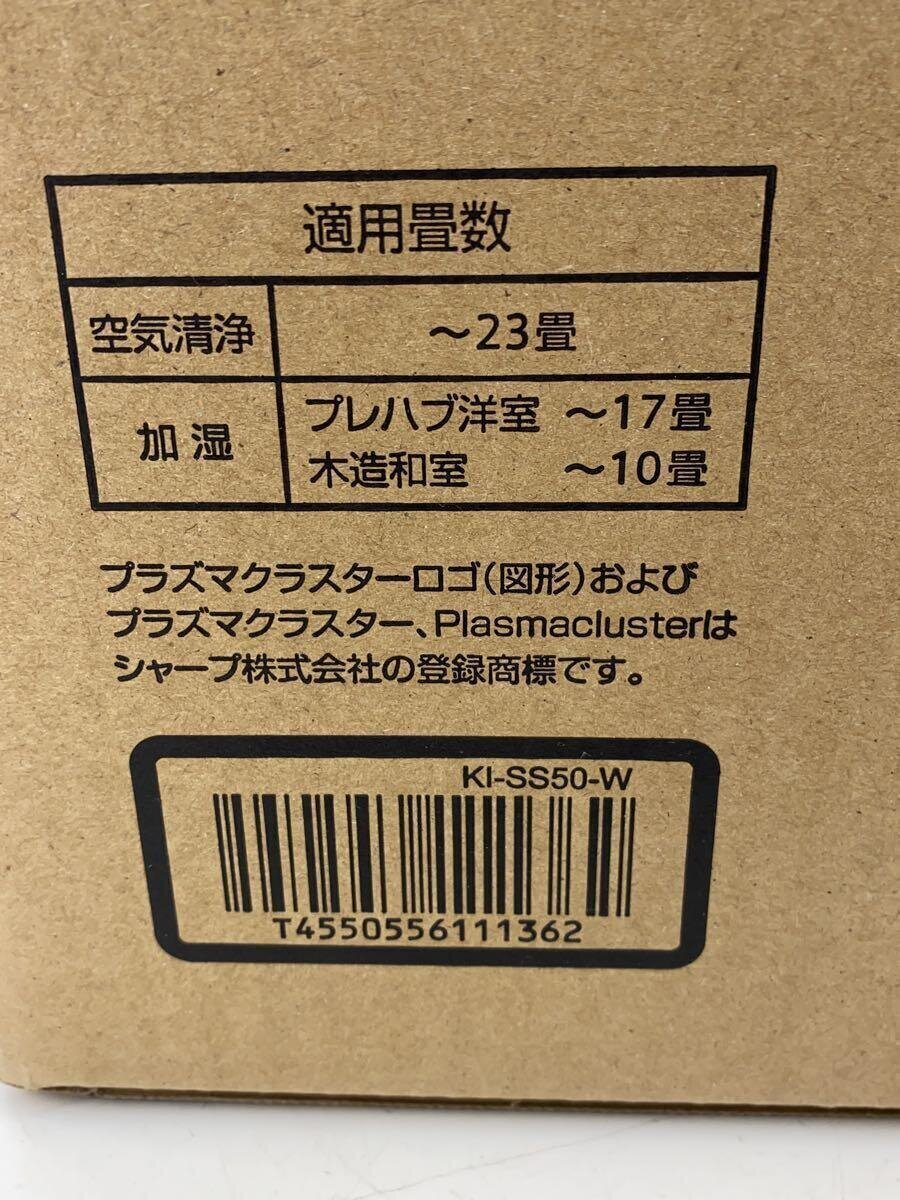 適用畳数
空気清浄 ～23畳
加湿 プレハブ洋室 ～17畳
木造和室 ～10畳
プラズマクラスターロゴ(図形)および
プラズマクラスター、Plasmaclusterは
シャープ株式会社の登録商標です。
KI-SS50-W
T4550556111362